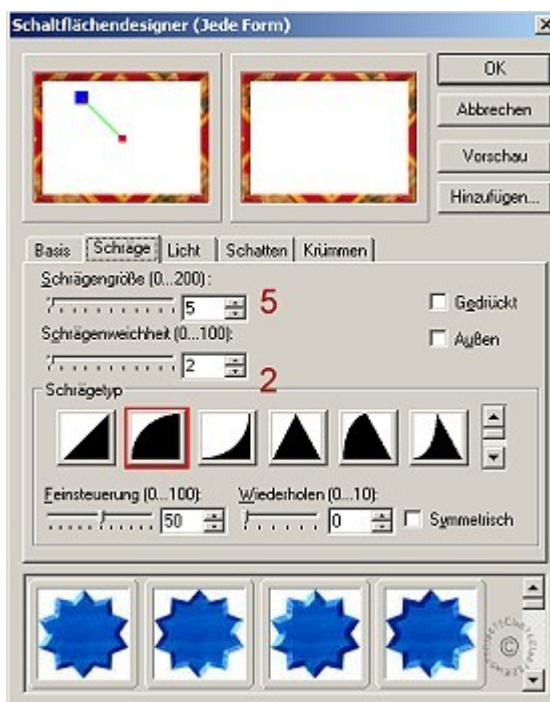 Schaltflächendesigner (Jede Form)
OK
Abbrechen
Vorschau
Hinzufügen...
Basis Schräge Licht Schatten Krümmen
Schrägengröße (0...200) :
5 5
Gedrückt
Schrägenweichheit (0...100):
Außen
2 2
Schrägetyp
Feinsteuerung (0...100): Wiederholen (0...10):
50 0 Symmetrisch
©